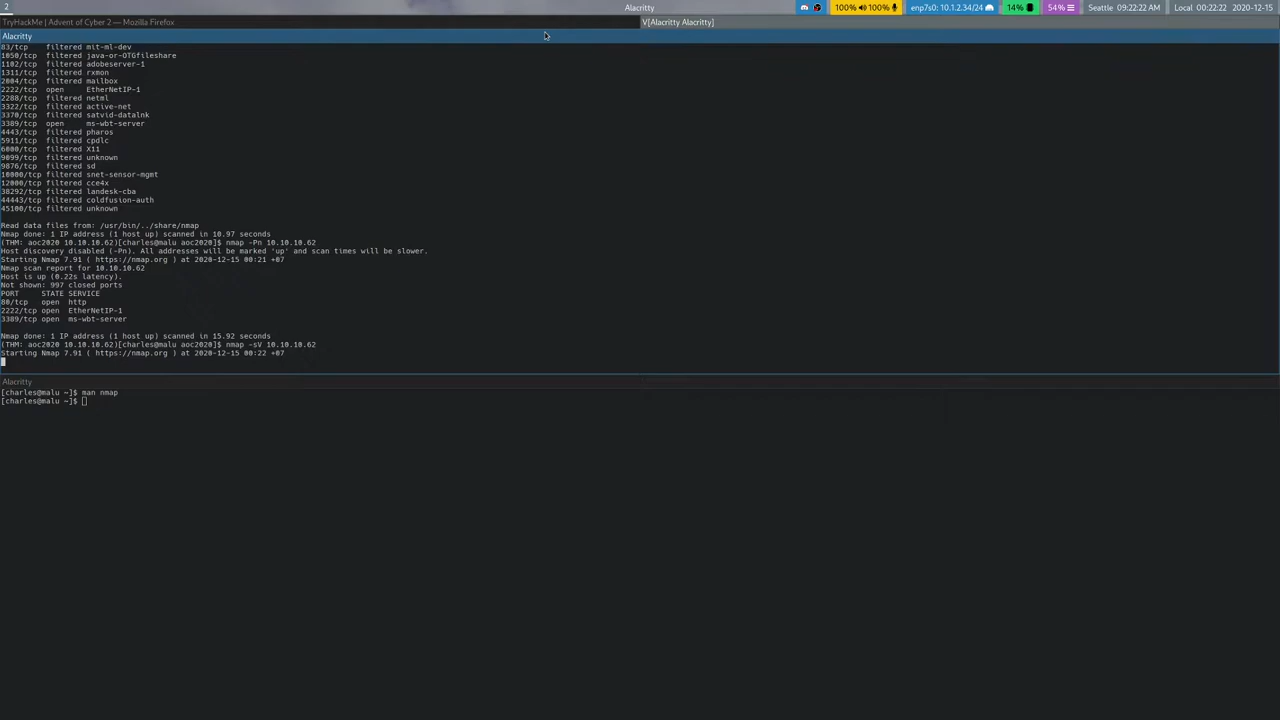 2 Alacritty 100% 100% enp7s0: 10.1.2.34/24 14% 54% Seattle 09:22:22 AM Local 00:22:22 2020-12-15
TryHackMe | Advent of Cyber 2 — Mozilla Firefox V[Alacritty Alacritty]
Alacritty
83/tcp filtered mit-ml-dev
1050/tcp filtered java-or-OTGfileshare
1102/tcp filtered adobeserver-1
1311/tcp filtered rxmon
2004/tcp filtered mailbox
2222/tcp open EtherNetIP-1
2288/tcp filtered netml
3322/tcp filtered active-net
3370/tcp filtered satvid-datalnk
3389/tcp open ms-wbt-server
4443/tcp filtered pharos
5911/tcp filtered cpdlc
6000/tcp filtered X11
9099/tcp filtered unknown
9876/tcp filtered sd
10000/tcp filtered snet-sensor-mgmt
12000/tcp filtered cce4x
38292/tcp filtered landesk-cba
44443/tcp filtered coldfusion-auth
45100/tcp filtered unknown
Read data files from: /usr/bin/../share/nmap
Nmap done: 1 IP address (1 host up) scanned in 10.97 seconds
(THM: aoc2020 10.10.10.62)[charles@malu aoc2020]$ nmap -Pn 10.10.10.62
Host discovery disabled (-Pn). All addresses will be marked 'up' and scan times will be slower.
Starting Nmap 7.91 ( https://nmap.org ) at 2020-12-15 00:21 +07
Nmap scan report for 10.10.10.62
Host is up (0.22s latency).
Not shown: 997 closed ports
PORT STATE SERVICE
80/tcp open http
2222/tcp open EtherNetIP-1
3389/tcp open ms-wbt-server
Nmap done: 1 IP address (1 host up) scanned in 15.92 seconds
(THM: aoc2020 10.10.10.62)[charles@malu aoc2020]$ nmap -sV 10.10.10.62
Starting Nmap 7.91 ( https://nmap.org ) at 2020-12-15 00:22 +07
Alacritty
[charles@malu ~]$ man nmap
[charles@malu ~]$